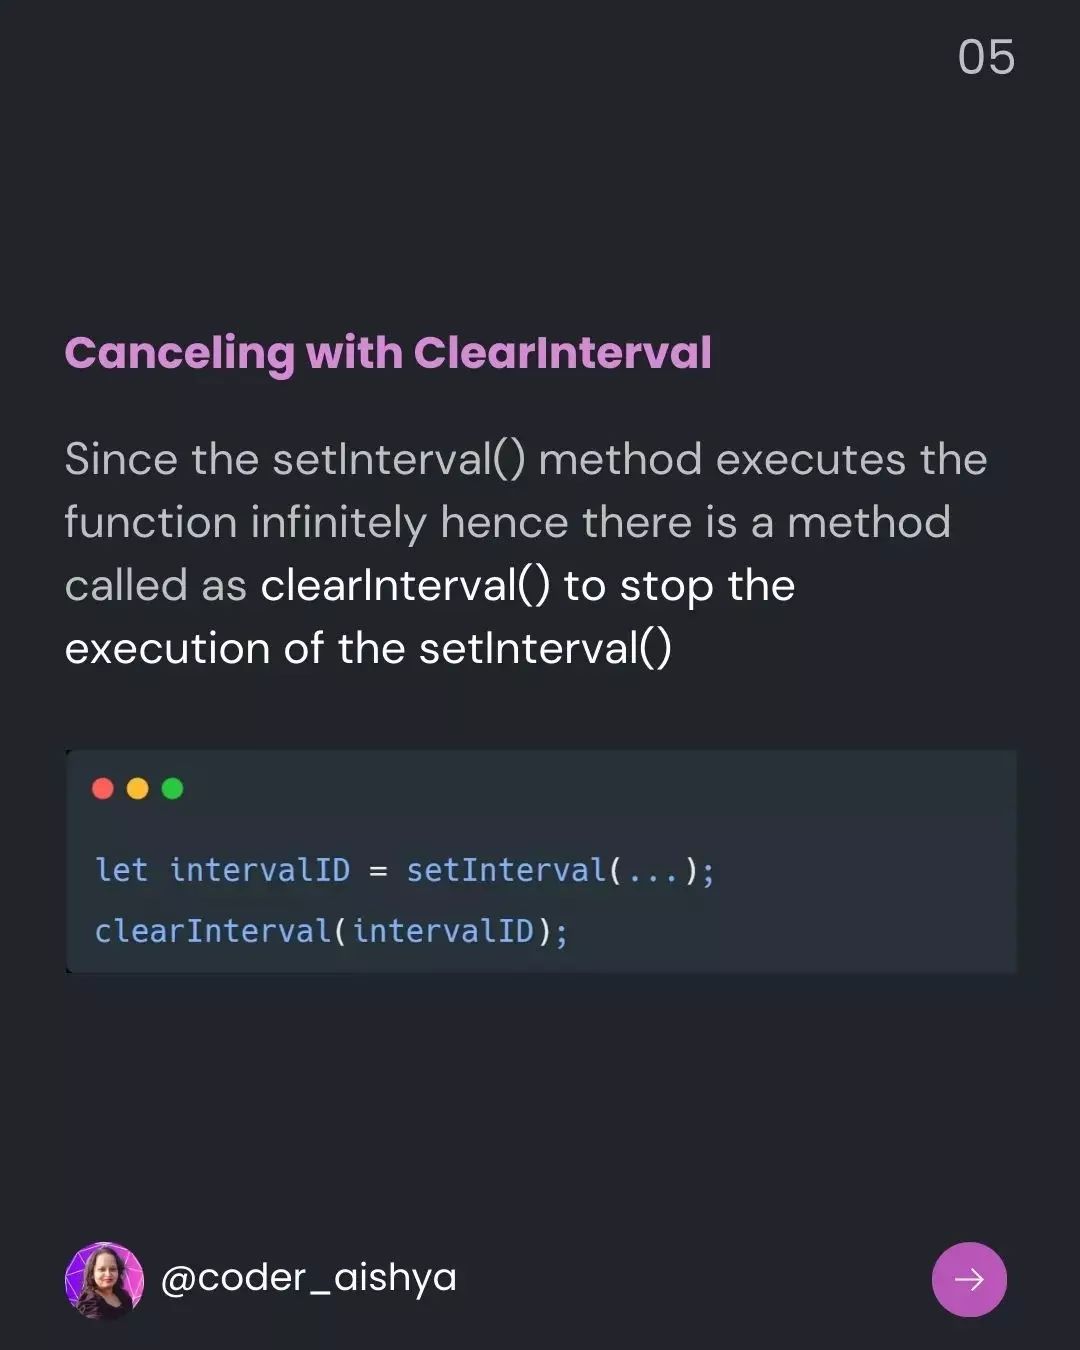 05
Canceling with ClearInterval
Since the setInterval() method executes the
function infinitely hence there is a method
called as clearInterval() to stop the
execution of the setInterval()
let intervalID = setInterval(...);
clearInterval(intervalID);
@coder_aishya